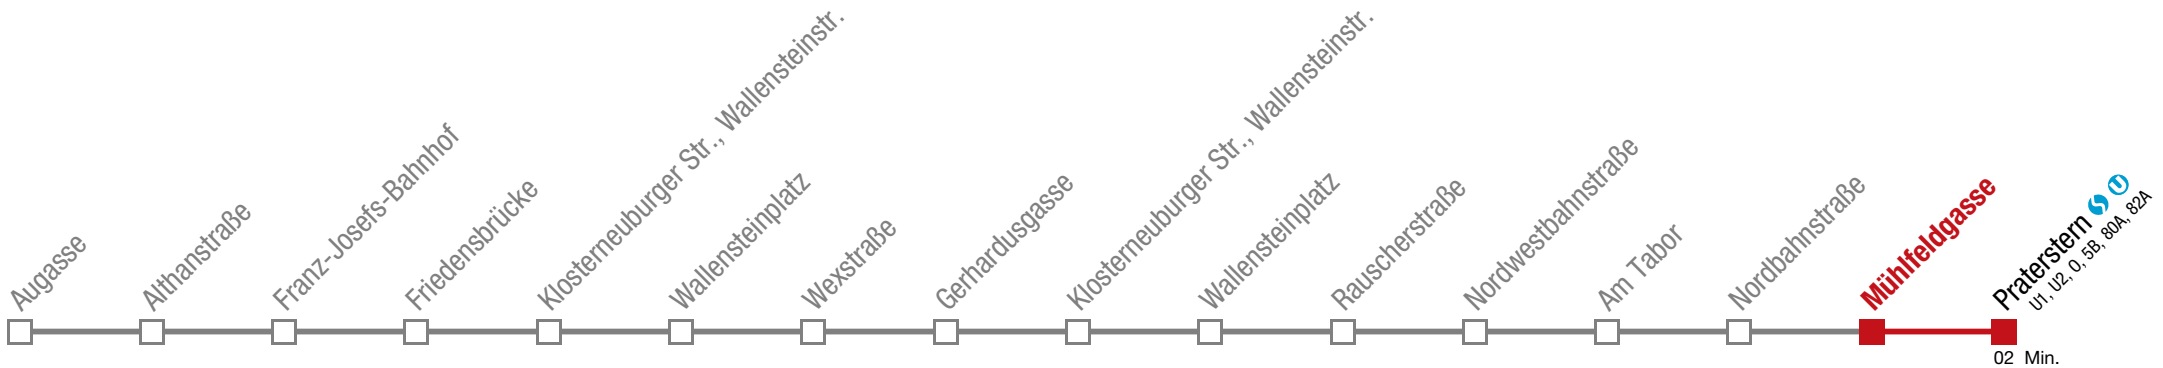 Augasse
Althanstraße
Franz-Josefs-Bahnhof
Friedensbrücke
Klosterneuburger Str., Wallensteinstr.
Wallensteinplatz
Wexstraße
Gerhardusgasse
Klosterneuburger Str., Wallensteinstr.
Wallensteinplatz
Rauscherstraße
Nordwestbahnstraße
Am Tabor
Nordbahnstraße
Mühlfeldgasse
Praterstern S U
U1, U2, O, 5B, 80A, 82A
02 Min.